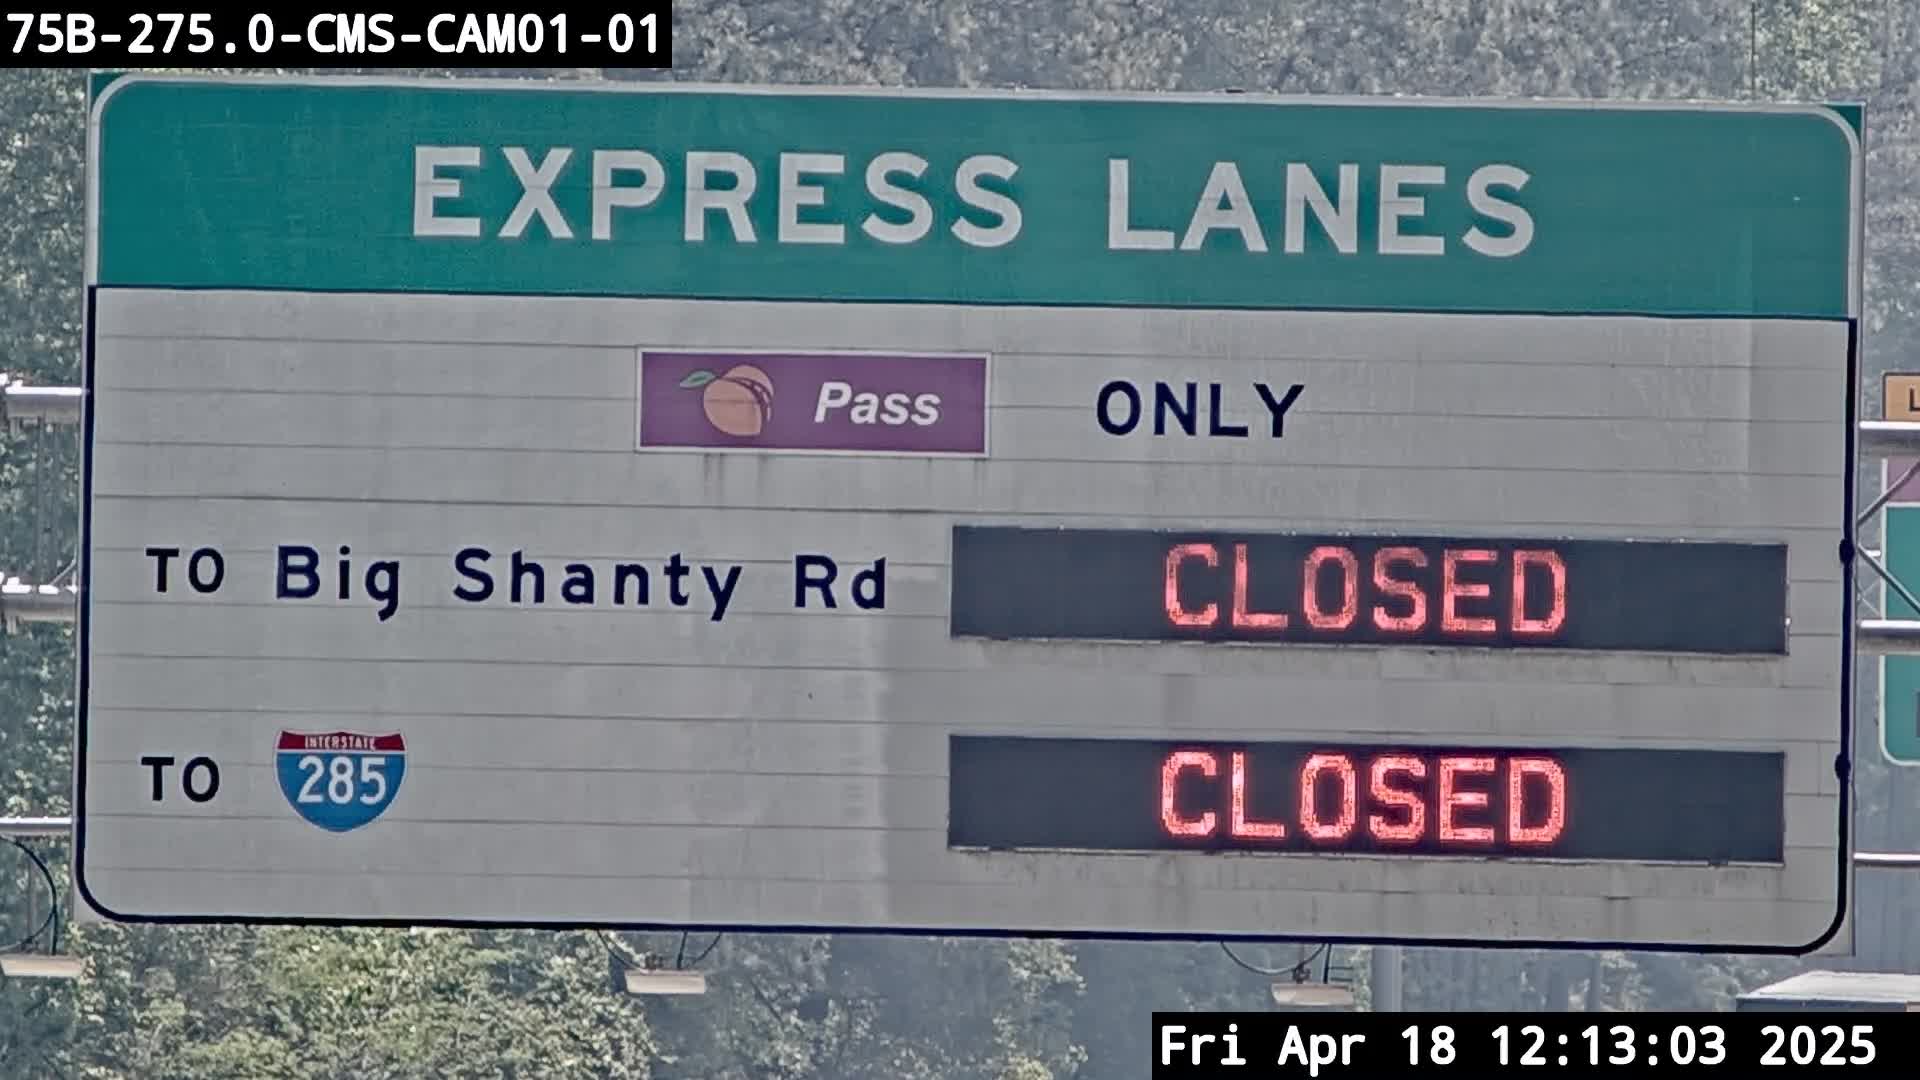 75B-275.0-CMS-CAM01-01
EXPRESS LANES
Pass ONLY
TO Big Shanty Rd CLOSED
TO INTERSTATE 285 CLOSED
Fri Apr 18 12:13:03 2025